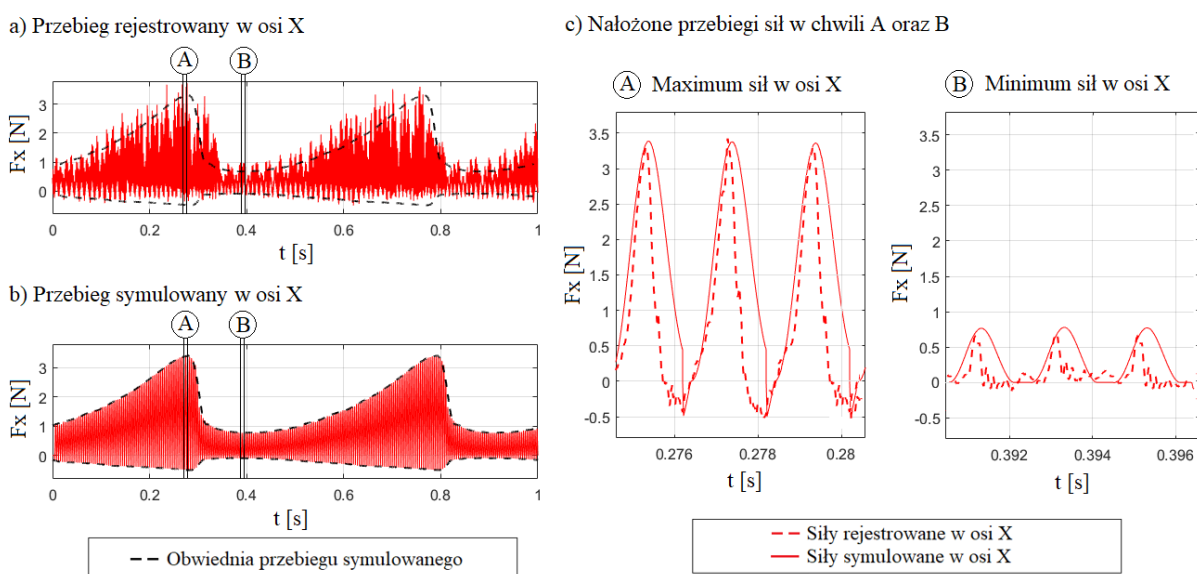 a) Przebieg rejestrowany w osi X
A B
Fx [N]
3
2
1
0
0 0.2 0.4 0.6 0.8 1
t [s]
b) Przebieg symulowany w osi X
A B
Fx [N]
3
2
1
0
0 0.2 0.4 0.6 0.8 1
t [s]
Obwiednia przebiegu symulowanego
c) Nałożone przebiegi sił w chwili A oraz B
A Maximum sił w osi X
Fx [N]
3.5
3
2.5
2
1.5
1
0.5
0
-0.5
0.276 0.278 0.28
t [s]
B Minimum sił w osi X
Fx [N]
3.5
3
2.5
2
1.5
1
0.5
0
-0.5
0.392 0.394 0.396
t [s]
Siły rejestrowane w osi X
Siły symulowane w osi X